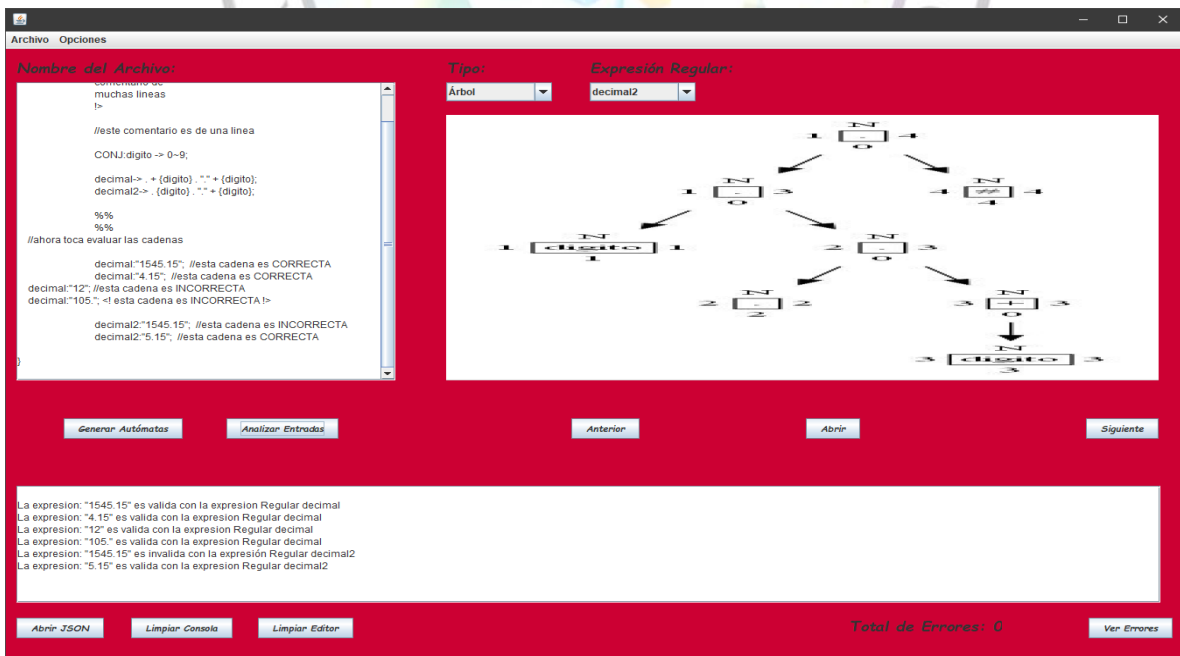 Archivo Opciones
Nombre del Archivo:
Tipo:
Expresión Regular:
Árbol
decimal2
comentario de
muchas lineas
!>
//este comentario es de una linea
CONJ:digito -> 0~9;
decimal-> . + {digito} . "." + {digito};
decimal2-> . {digito} . "." + {digito};
%%
%%
//ahora toca evaluar las cadenas
decimal:"1545.15"; //esta cadena es CORRECTA
decimal:"4.15"; //esta cadena es CORRECTA
decimal:"12"; //esta cadena es INCORRECTA
decimal:"105."; <! esta cadena es INCORRECTA !>
decimal2:"1545.15"; //esta cadena es INCORRECTA
decimal2:"5.15"; //esta cadena es CORRECTA
}
N
1 . 4
0
N N
1 . 3 4 # 4
0 4
N N
1 digito 1 2 . 3
1 0
N N
2 . 2 3 + 3
2 0
N
3 digito 3
3
Generar Autómatas
Analizar Entradas
Anterior
Abrir
Siguiente
La expresion: "1545.15" es valida con la expresion Regular decimal
La expresion: "4.15" es valida con la expresion Regular decimal
La expresion: "12" es valida con la expresion Regular decimal
La expresion: "105." es valida con la expresion Regular decimal
La expresion: "1545.15" es invalida con la expresión Regular decimal2
La expresion: "5.15" es valida con la expresion Regular decimal2
Abrir JSON
Limpiar Consola
Limpiar Editor
Total de Errores: 0
Ver Errores